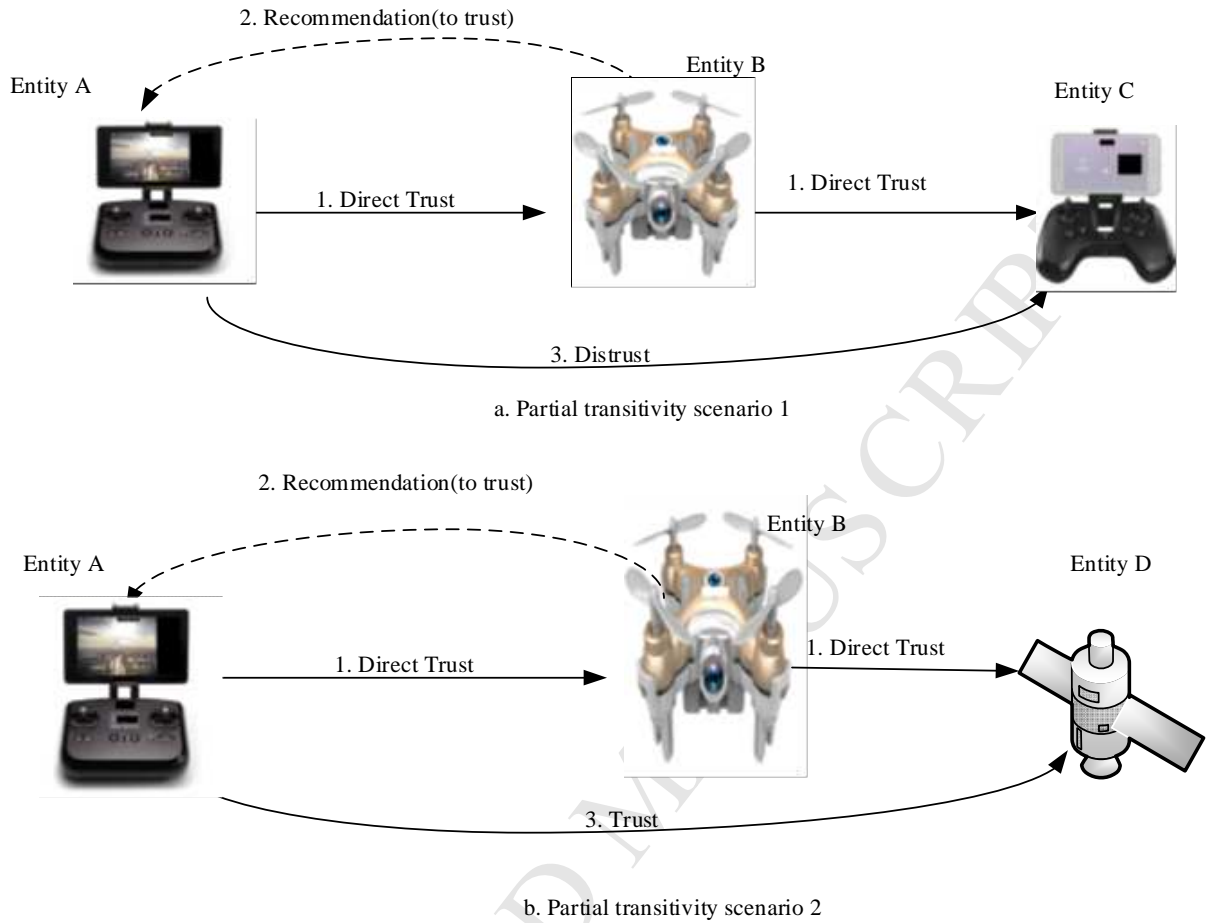 2. Recommendation(to trust)
Entity A
Entity B
Entity C
1. Direct Trust
1. Direct Trust
3. Distrust
a. Partial transitivity scenario 1
2. Recommendation(to trust)
Entity A
Entity B
Entity D
1. Direct Trust
1. Direct Trust
3. Trust
b. Partial transitivity scenario 2